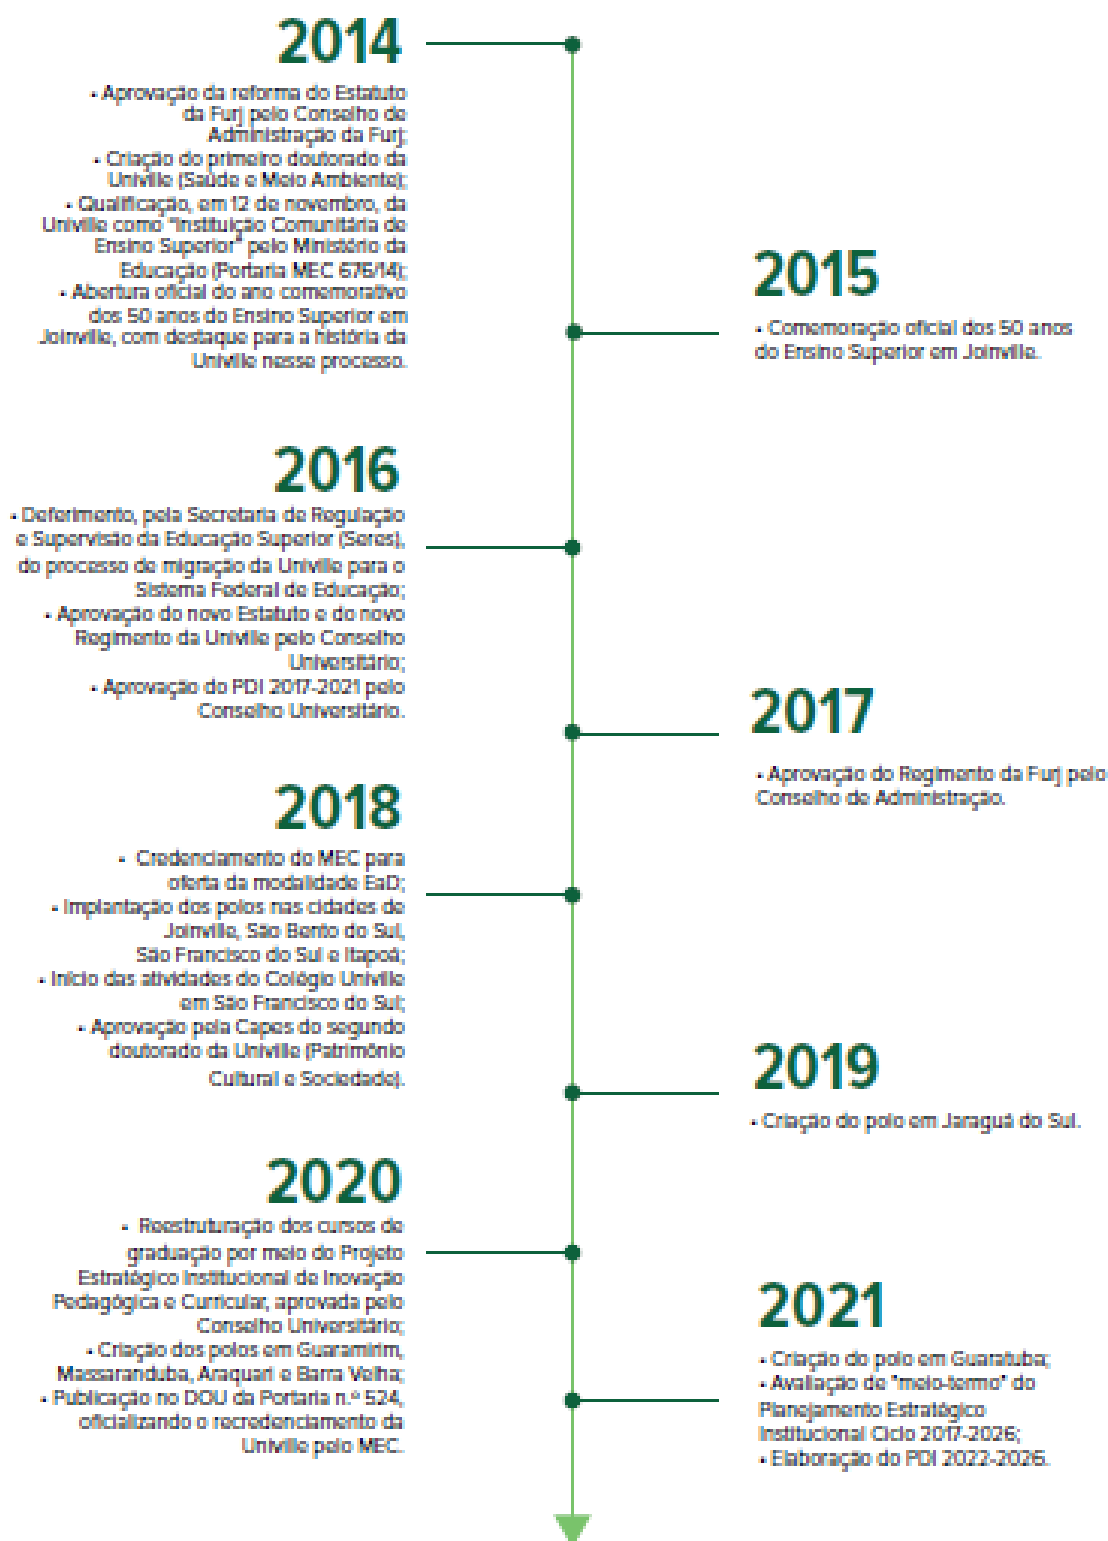 2014
• Aprovação da reforma do Estatuto
da Furj pelo Conselho de
Administração da Furj;
• Criação do primeiro doutorado da
Univille (Saúde e Meio Ambiente);
• Qualificação, em 12 de novembro, da
Univille como "Instituição Comunitária de
Ensino Superior" pelo Ministério da
Educação (Portaria MEC 676/14);
• Abertura oficial do ano comemorativo
dos 50 anos do Ensino Superior em
Joinville, com destaque para a história da
Univille nesse processo.
2015
• Comemoração oficial dos 50 anos
do Ensino Superior em Joinville.
2016
• Deferimento, pela Secretaria de Regulação
e Supervisão da Educação Superior (Seres),
do processo de migração da Univille para o
Sistema Federal de Educação;
• Aprovação do novo Estatuto e do novo
Regimento da Univille pelo Conselho
Universitário;
• Aprovação do PDI 2017-2021 pelo
Conselho Universitário.
2017
• Aprovação do Regimento da Furj pelo
Conselho de Administração.
2018
• Credenciamento do MEC para
oferta da modalidade EaD;
• Implantação dos polos nas cidades de
Joinville, São Bento do Sul,
São Francisco do Sul e Itapoá;
• Início das atividades do Colégio Univille
em São Francisco do Sul;
• Aprovação pela Capes do segundo
doutorado da Univille (Patrimônio
Cultural e Sociedade).
2019
• Criação do polo em Jaraguá do Sul.
2020
• Reestruturação dos cursos de
graduação por meio do Projeto
Estratégico Institucional de Inovação
Pedagógica e Curricular, aprovada pelo
Conselho Universitário;
• Criação dos polos em Guaramirim,
Massaranduba, Araquari e Barra Velha;
• Publicação no DOU da Portaria n.º 524,
oficializando o recredenciamento da
Univille pelo MEC.
2021
• Criação do polo em Guaratuba;
• Avaliação de "meio-termo" do
Planejamento Estratégico
Institucional Ciclo 2017-2026;
• Elaboração do PDI 2022-2026.